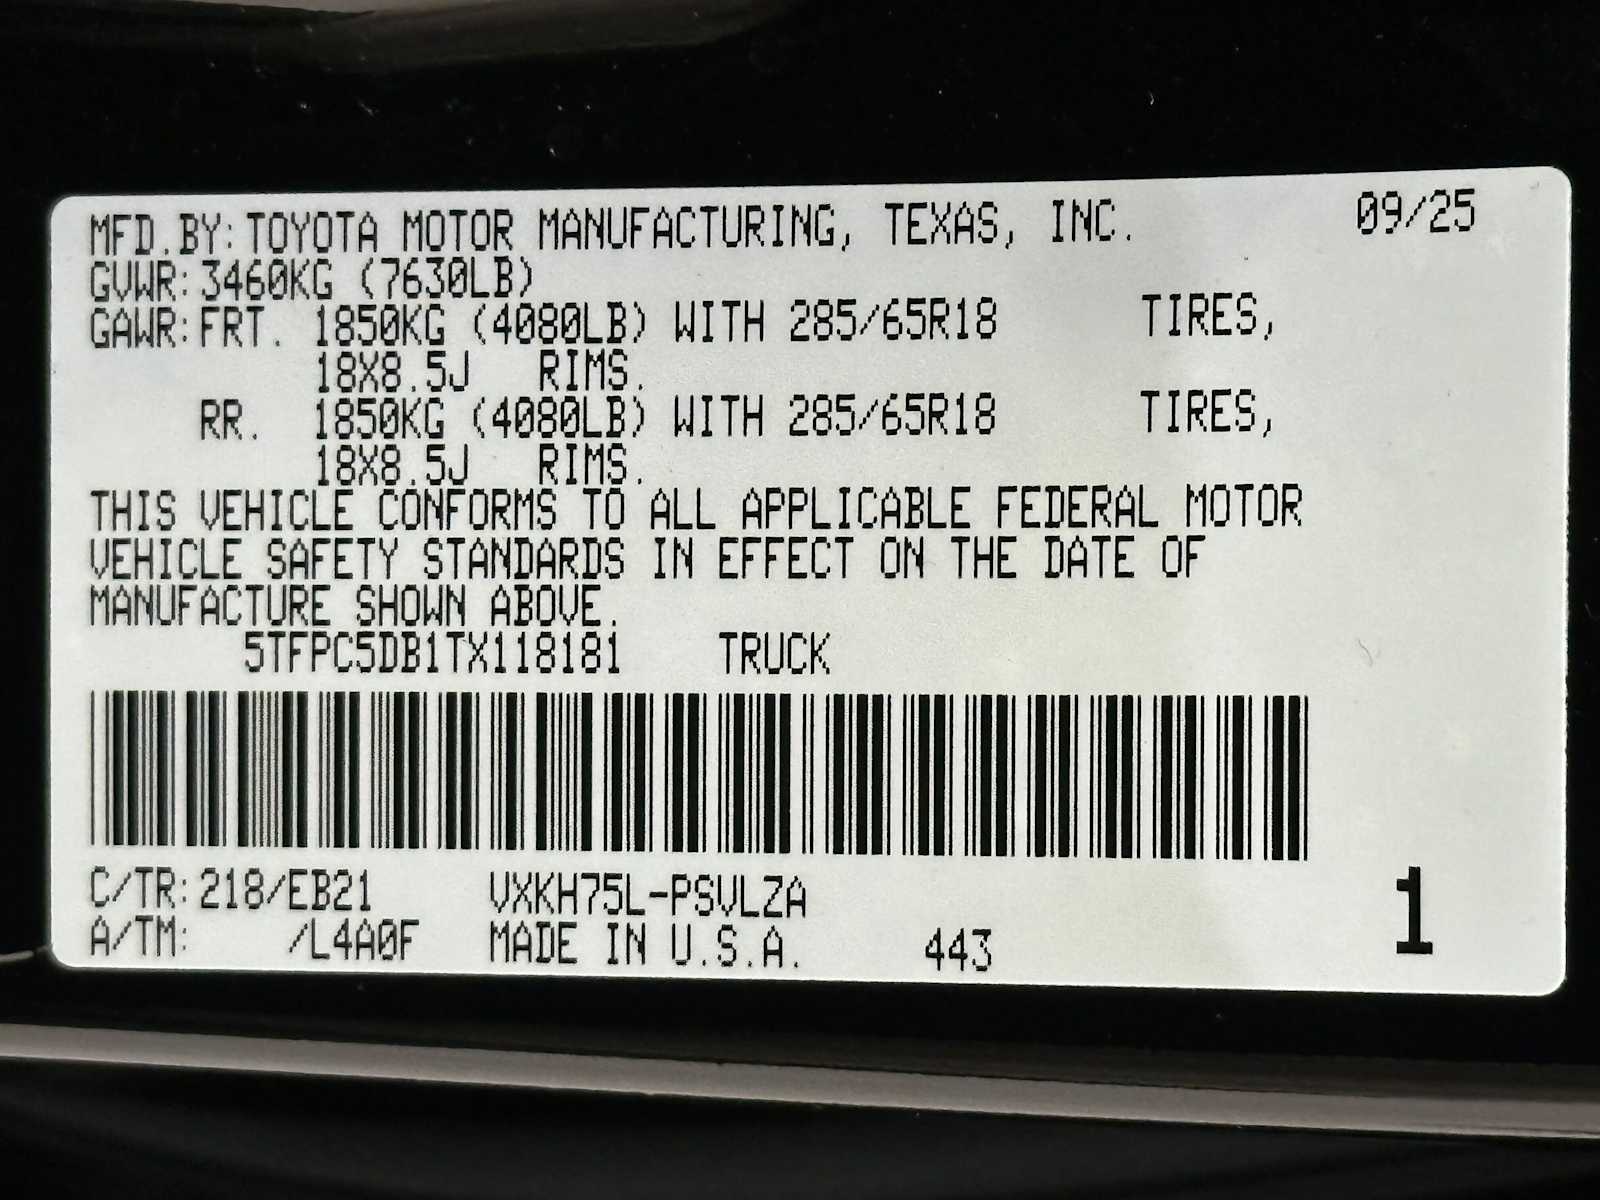 MFD.BY: TOYOTA MOTOR MANUFACTURING, TEXAS, INC. 09/25
GVWR: 3460KG (7630LB)
GAWR: FRT. 1850KG (4080LB) WITH 285/65R18 TIRES,
18X8.5J RIMS.
RR. 1850KG (4080LB) WITH 285/65R18 TIRES,
18X8.5J RIMS.
THIS VEHICLE CONFORMS TO ALL APPLICABLE FEDERAL MOTOR
VEHICLE SAFETY STANDARDS IN EFFECT ON THE DATE OF
MANUFACTURE SHOWN ABOVE.
5TFPC5DB1TX118181 TRUCK
C/TR: 218/EB21 VXKH75L-PSVLZA
A/TM: /L4A0F MADE IN U.S.A. 443
1